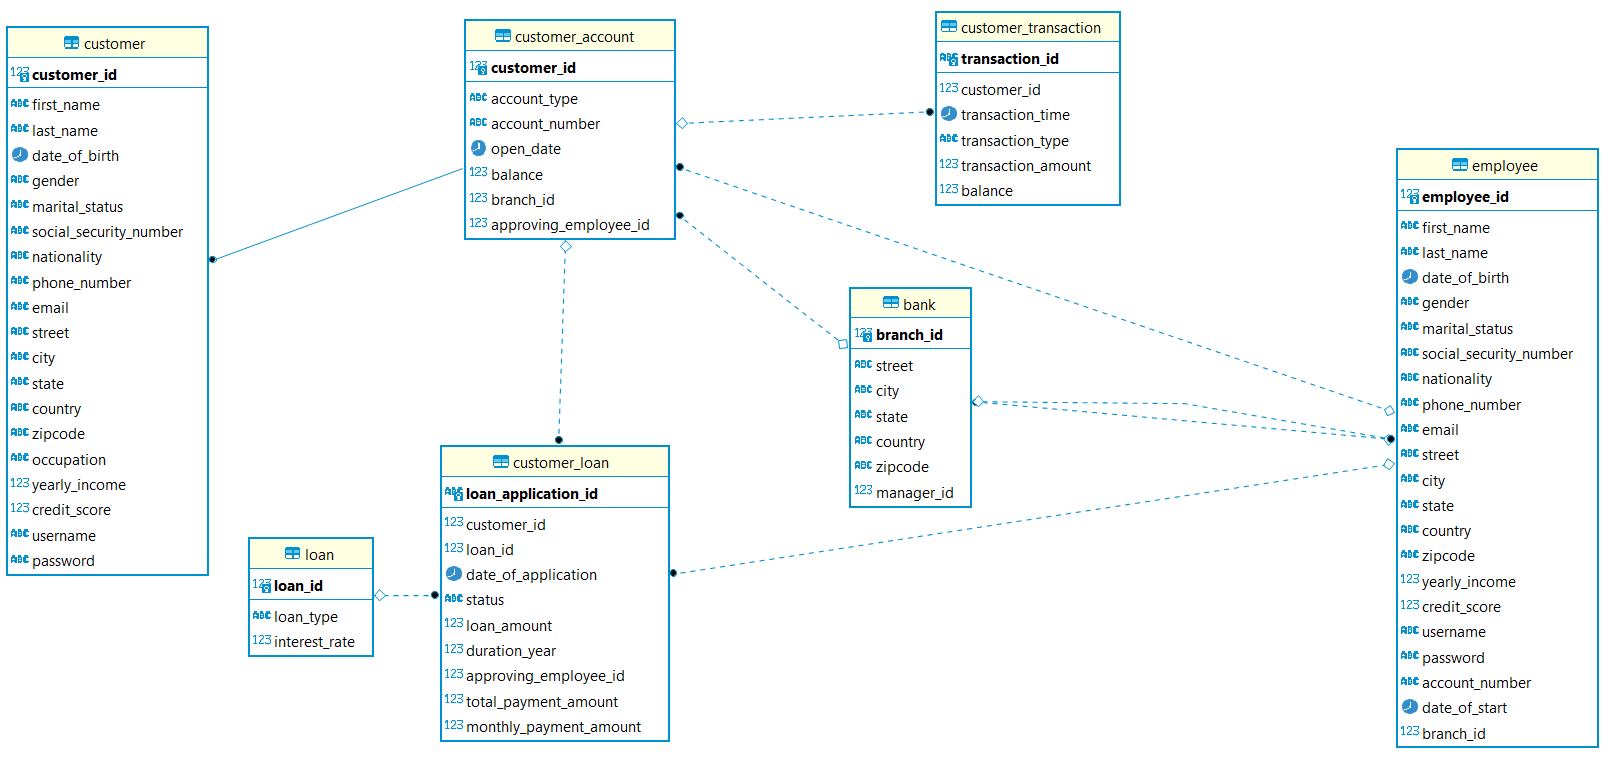 customer
123 customer_id
ABC first_name
ABC last_name
date_of_birth
ABC gender
ABC marital_status
ABC social_security_number
ABC nationality
ABC phone_number
ABC email
ABC street
ABC city
ABC state
ABC country
ABC zipcode
ABC occupation
123 yearly_income
123 credit_score
ABC username
ABC password
customer_account
123 customer_id
ABC account_type
ABC account_number
open_date
123 balance
123 branch_id
123 approving_employee_id
customer_transaction
ABC transaction_id
123 customer_id
transaction_time
ABC transaction_type
123 transaction_amount
123 balance
bank
123 branch_id
ABC street
ABC city
ABC state
ABC country
ABC zipcode
123 manager_id
loan
123 loan_id
ABC loan_type
123 interest_rate
customer_loan
ABC loan_application_id
123 customer_id
123 loan_id
date_of_application
ABC status
123 loan_amount
123 duration_year
123 approving_employee_id
123 total_payment_amount
123 monthly_payment_amount
employee
123 employee_id
ABC first_name
ABC last_name
date_of_birth
ABC gender
ABC marital_status
ABC social_security_number
ABC nationality
ABC phone_number
ABC email
ABC street
ABC city
ABC state
ABC country
ABC zipcode
123 yearly_income
123 credit_score
ABC username
ABC password
ABC account_number
date_of_start
123 branch_id